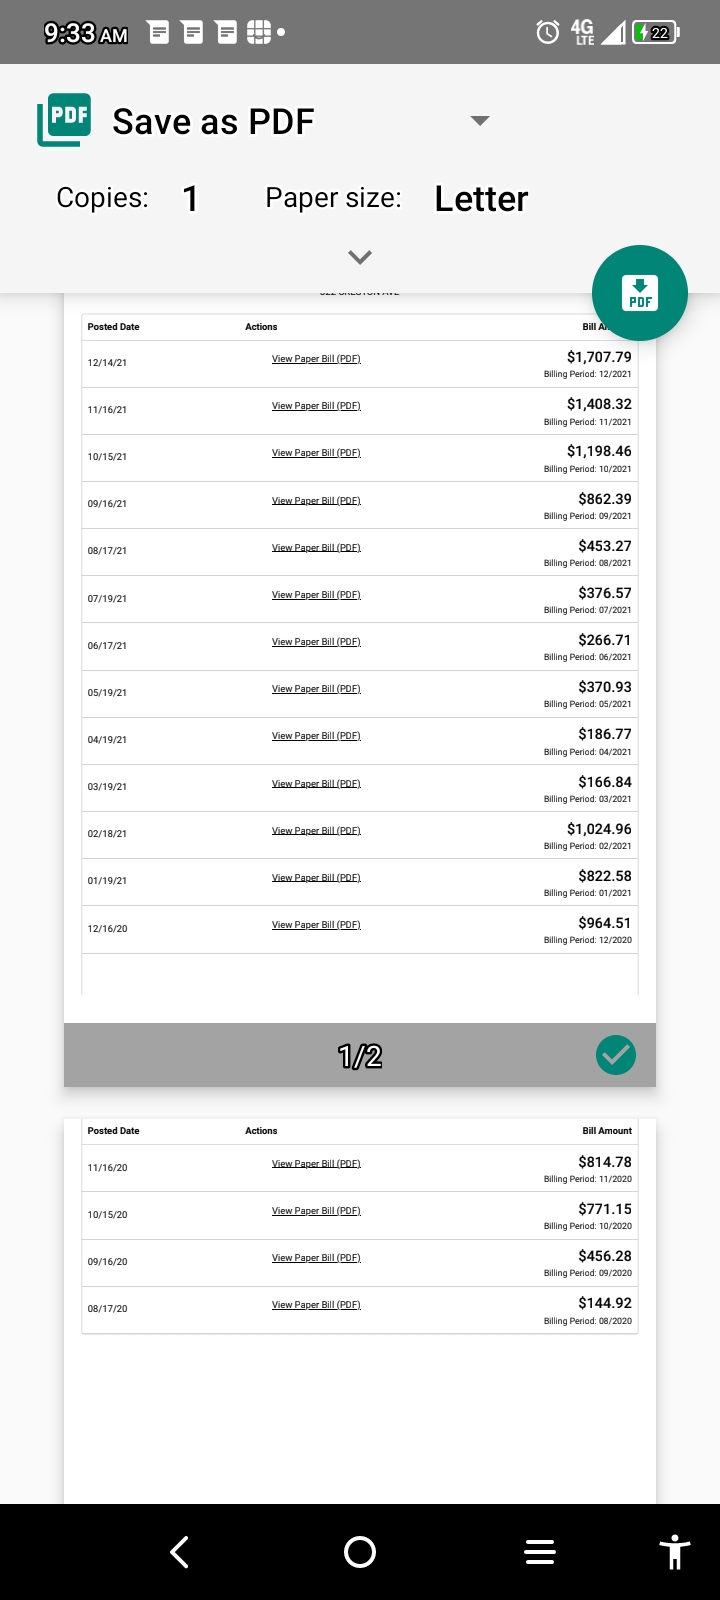 9:33 AM 4G LTE 22
PDF Save as PDF
Copies: 1 Paper size: Letter
PDF
Posted Date Actions Bill
12/14/21 View Paper Bill (PDF) $1,707.79
Billing Period: 12/2021
11/16/21 View Paper Bill (PDF) $1,408.32
Billing Period: 11/2021
10/15/21 View Paper Bill (PDF) $1,198.46
Billing Period: 10/2021
09/16/21 View Paper Bill (PDF) $862.39
Billing Period: 09/2021
08/17/21 View Paper Bill (PDF) $453.27
Billing Period: 08/2021
07/19/21 View Paper Bill (PDF) $376.57
Billing Period: 07/2021
06/17/21 View Paper Bill (PDF) $266.71
Billing Period: 06/2021
05/19/21 View Paper Bill (PDF) $370.93
Billing Period: 05/2021
04/19/21 View Paper Bill (PDF) $186.77
Billing Period: 04/2021
03/19/21 View Paper Bill (PDF) $166.84
Billing Period: 03/2021
02/18/21 View Paper Bill (PDF) $1,024.96
Billing Period: 02/2021
01/19/21 View Paper Bill (PDF) $822.58
Billing Period: 01/2021
12/16/20 View Paper Bill (PDF) $964.51
Billing Period: 12/2020
1/2
Posted Date Actions Bill Amount
11/16/20 View Paper Bill (PDF) $814.78
Billing Period: 11/2020
10/15/20 View Paper Bill (PDF) $771.15
Billing Period: 10/2020
09/16/20 View Paper Bill (PDF) $456.28
Billing Period: 09/2020
08/17/20 View Paper Bill (PDF) $144.92
Billing Period: 08/2020